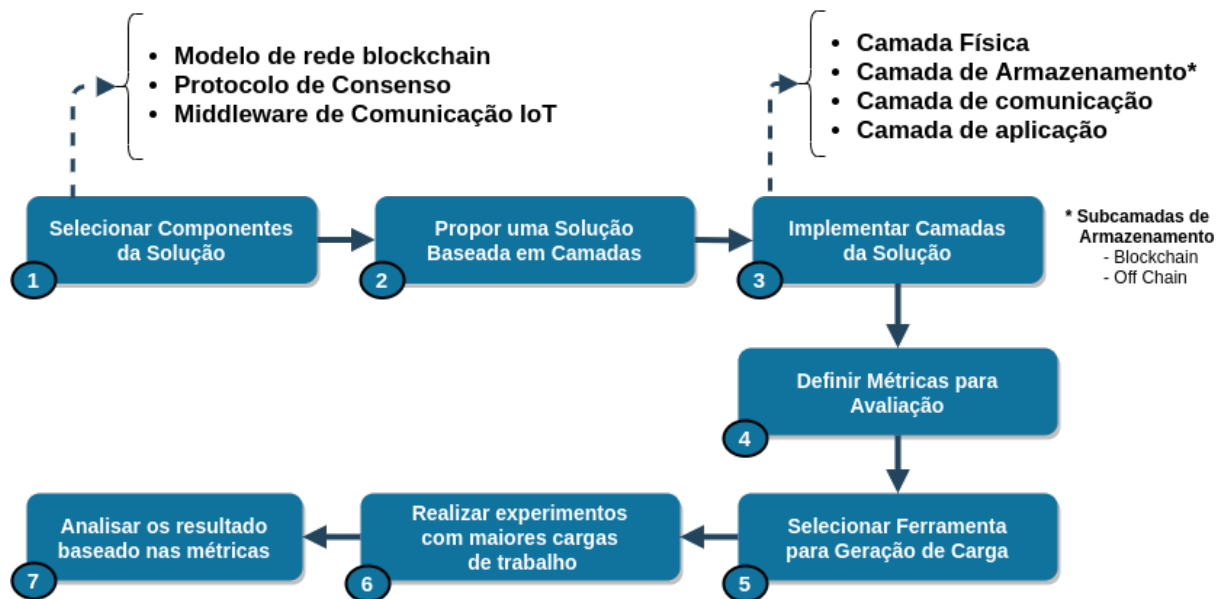 • Modelo de rede blockchain
• Protocolo de Consenso
• Middleware de Comunicação IoT
• Camada Física
• Camada de Armazenamento*
• Camada de comunicação
• Camada de aplicação
Selecionar Componentes
da Solução
1
Propor uma Solução
Baseada em Camadas
2
Implementar Camadas
da Solução
3
* Subcamadas de
Armazenamento
- Blockchain
- Off Chain
Definir Métricas para
Avaliação
4
Selecionar Ferramenta
para Geração de Carga
5
Realizar experimentos
com maiores cargas
de trabalho
6
Analisar os resultado
baseado nas métricas
7